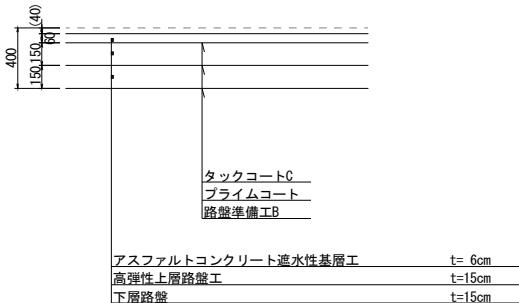 (40)
60
400
150
150
タックコートC
プライムコート
路盤準備工B
アスファルトコンクリート遮水性基層工 t= 6cm
高弾性上層路盤工 t=15cm
下層路盤 t=15cm